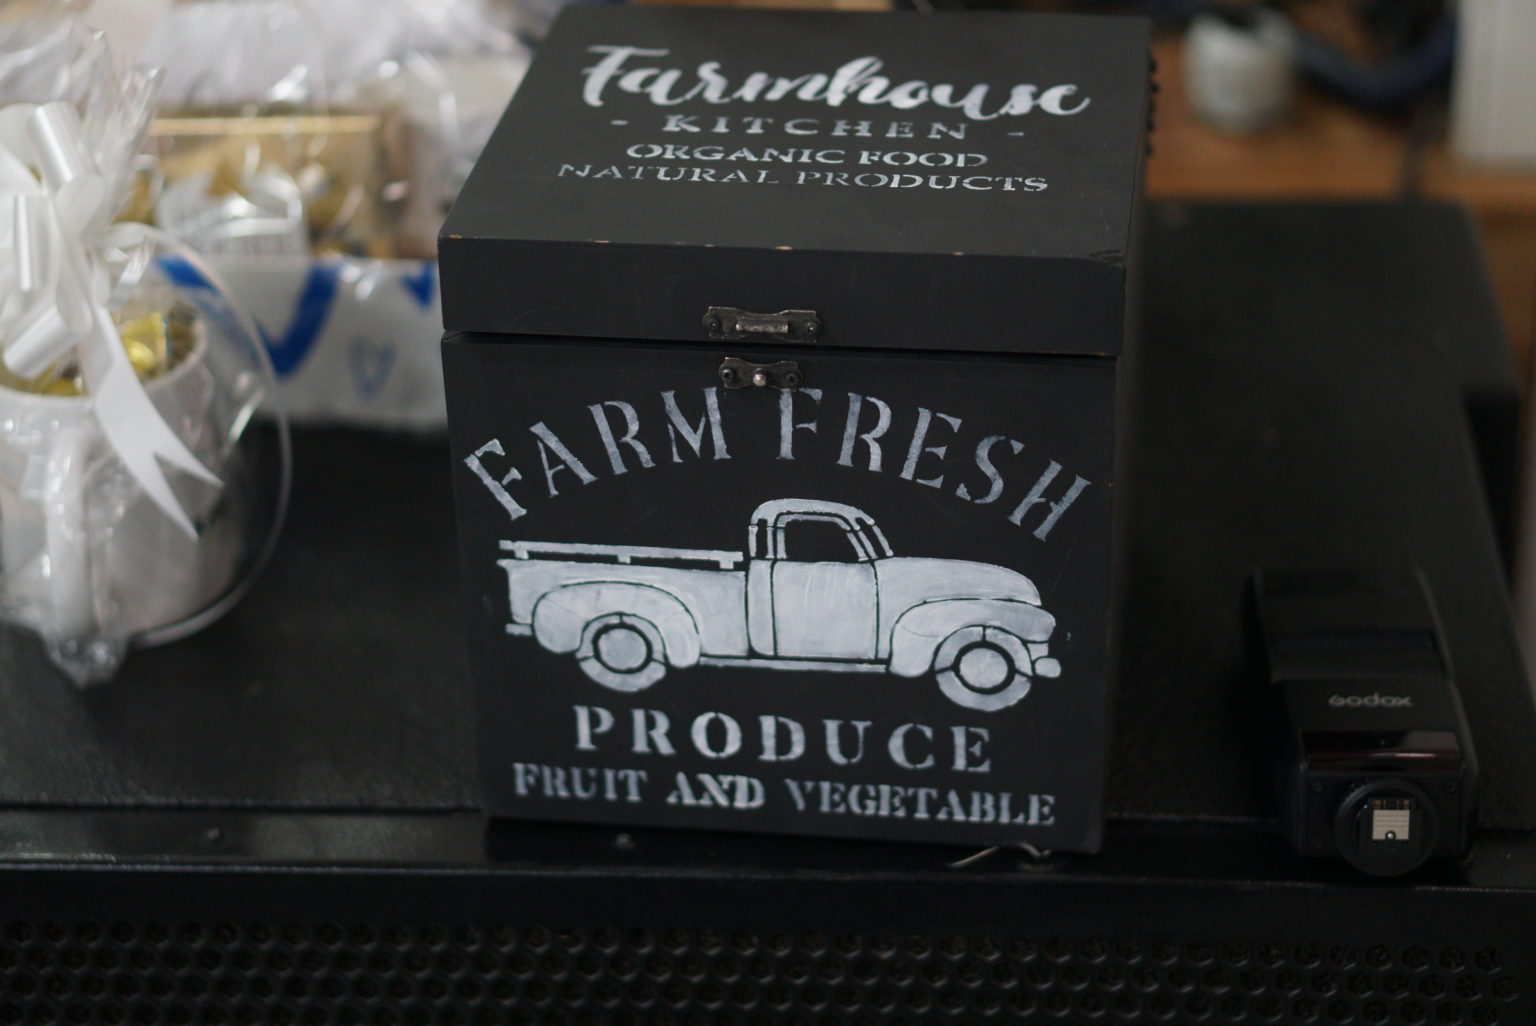 Farmhouse
- KITCHEN -
ORGANIC FOOD
NATURAL PRODUCTS
FARM FRESH
PRODUCE
FRUIT AND VEGETABLE
Godox